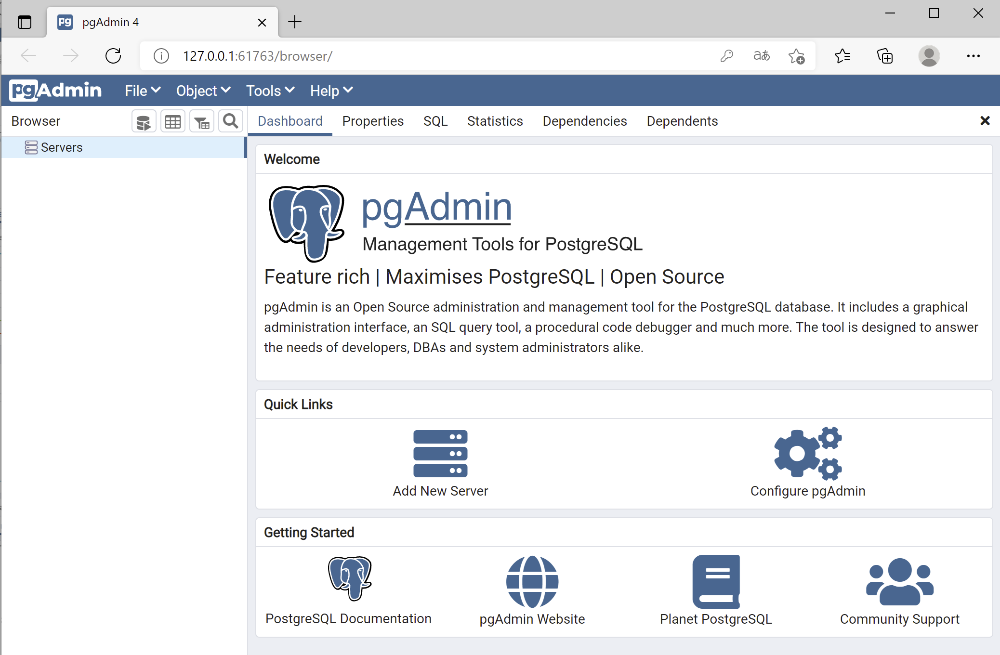 pg pgAdmin 4
127.0.0.1:61763/browser/ aあ
pgAdmin File Object Tools Help
Browser Dashboard Properties SQL Statistics Dependencies Dependents
Servers
Welcome
pgAdmin
Management Tools for PostgreSQL
Feature rich | Maximises PostgreSQL | Open Source
pgAdmin is an Open Source administration and management tool for the PostgreSQL database. It includes a graphical
administration interface, an SQL query tool, a procedural code debugger and much more. The tool is designed to answer
the needs of developers, DBAs and system administrators alike.
Quick Links
Add New Server Configure pgAdmin
Getting Started
PostgreSQL Documentation pgAdmin Website Planet PostgreSQL Community Support